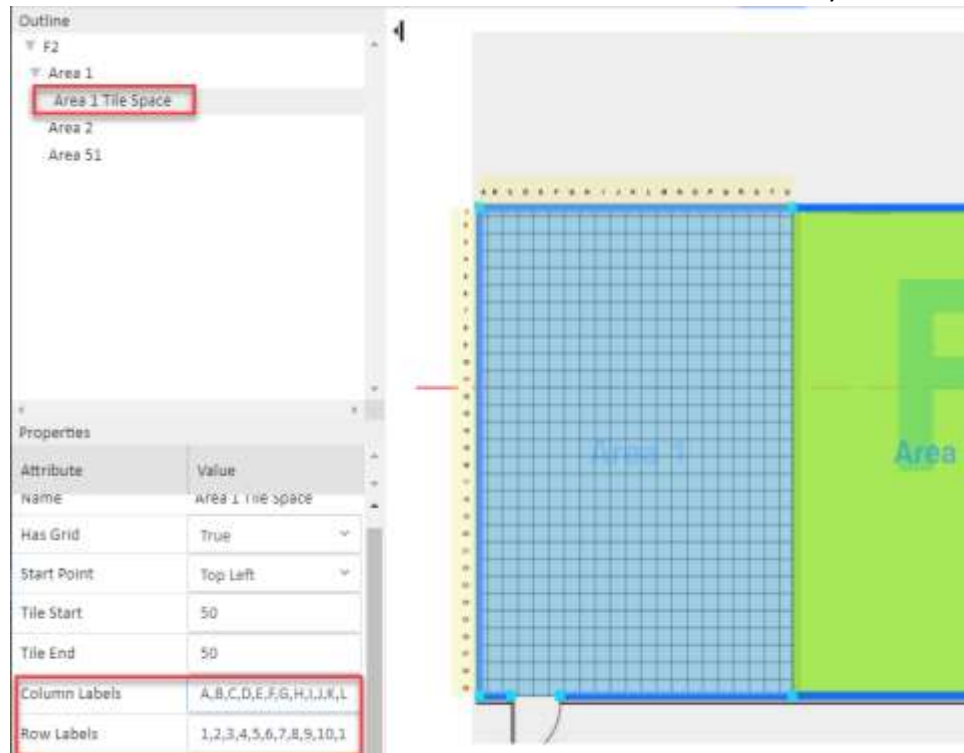 Outline
F2
Area 1
Area 1 Tile Space
Area 2
Area 51
Properties
Attribute Value
Name Area 1 Tile Space
Has Grid True
Start Point Top Left
Tile Start 50
Tile End 50
Column Labels A,B,C,D,E,F,G,H,I,J,K,L
Row Labels 1,2,3,4,5,6,7,8,9,10,1
Area 1
F
Area